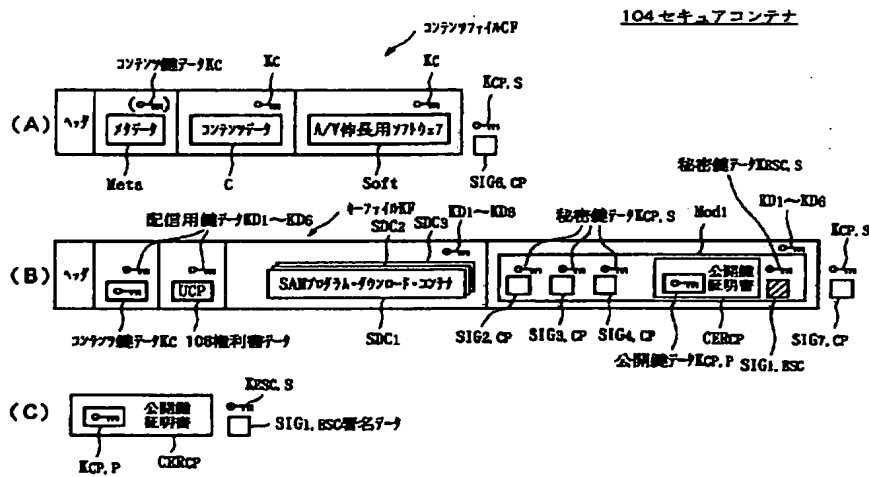 104 セキュアコンテナ
コンテンツファイルCF
コンテンツ鍵データKC
KC
KC
KCP, S
(A)
ヘッダ
メタデータ
コンテンツデータ
A/V伸長用ソフトウェア
Meta
C
Soft
SIG6, CP
秘密鍵データKESC, S
配信用鍵データKD1〜KD6
キーファイルKF
SDC2
SDC3
KD1〜KD6
秘密鍵データKCP, S
Mod1
KD1〜KD6
KCP, S
(B)
ヘッダ
UCP
SAMプログラム・ダウンロード・コンテナ
公開鍵
証明書
コンテンツ鍵データKC
106権利書データ
SDC1
SIG2, CP
SIG3, CP
SIG4, CP
CERCP
SIG7, CP
公開鍵データKCP, P
SIG1, ESC
(C)
公開鍵
証明書
KESC, S
SIG1, ESC署名データ
KCP, P
CERCP